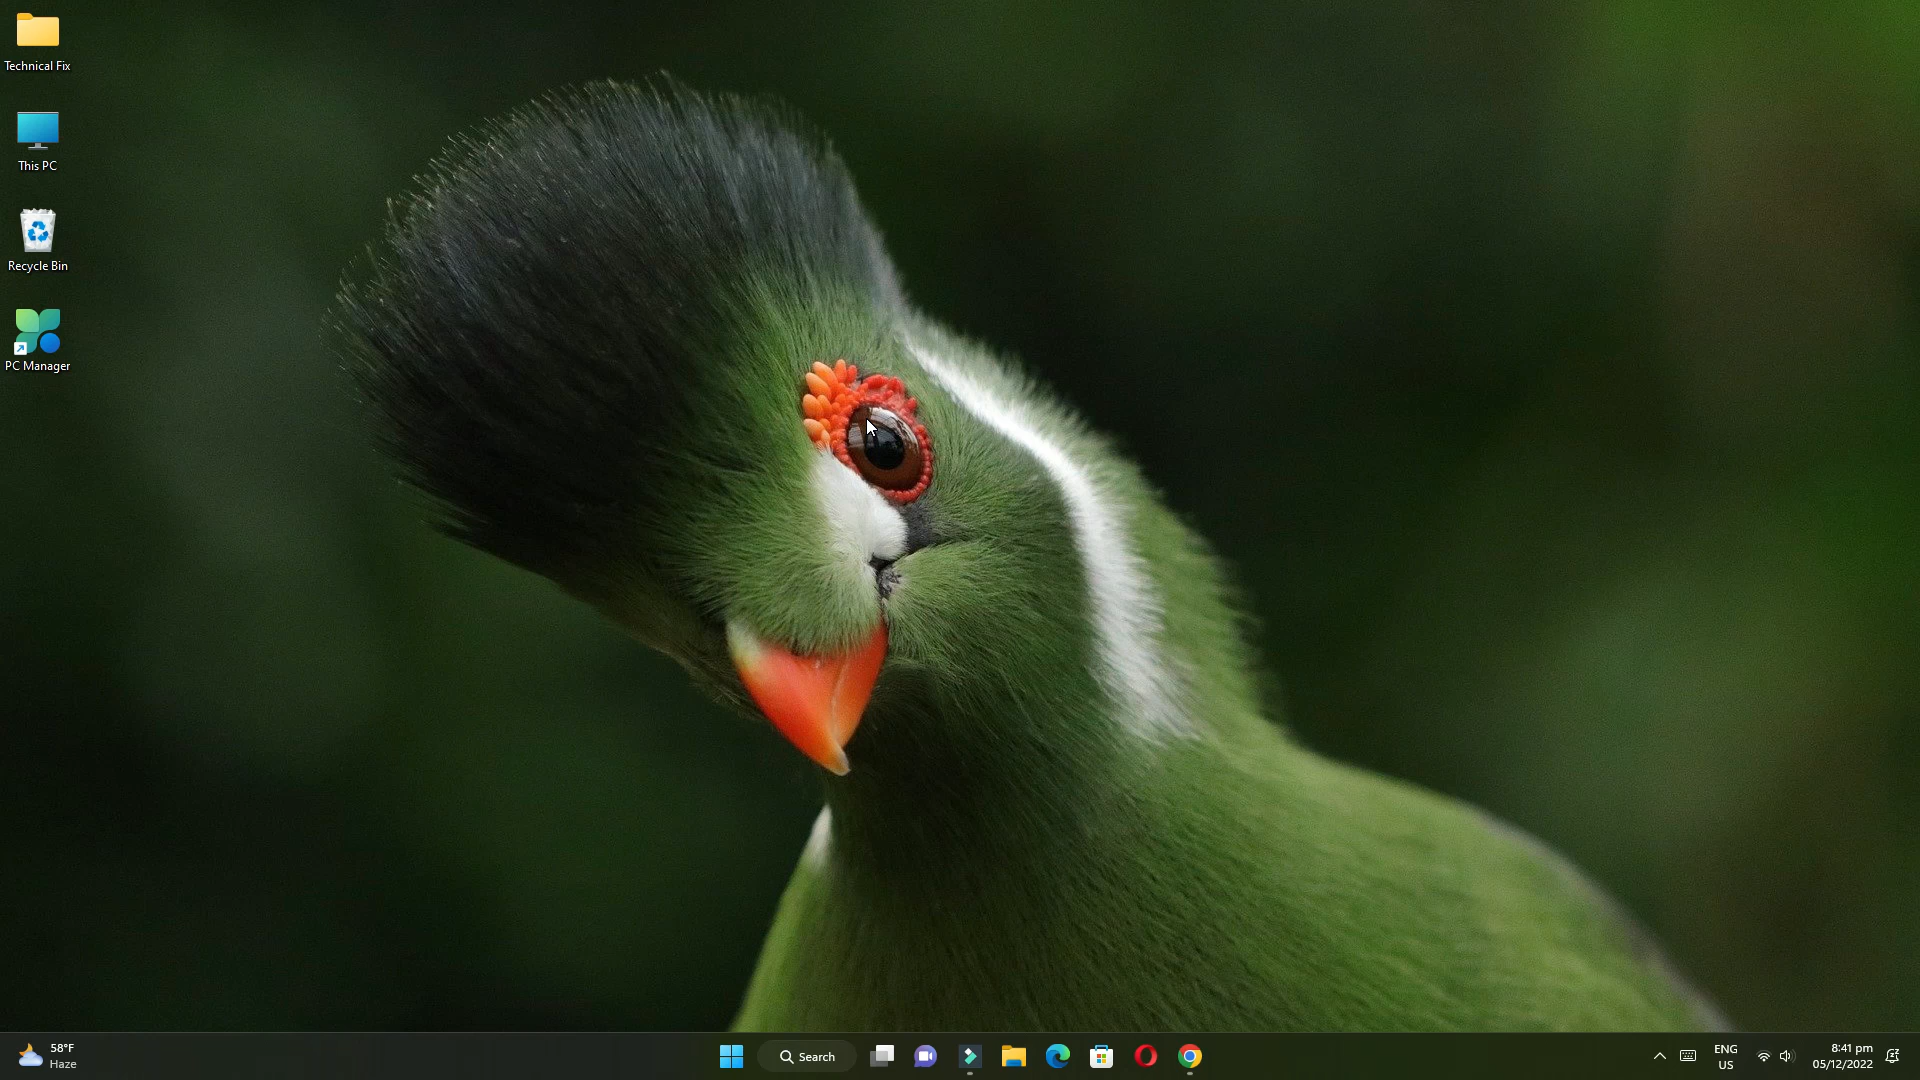 Technical Fix
This PC
Recycle Bin
PC Manager
58°F
Haze
Search
ENG
US
8:41 pm
05/12/2022